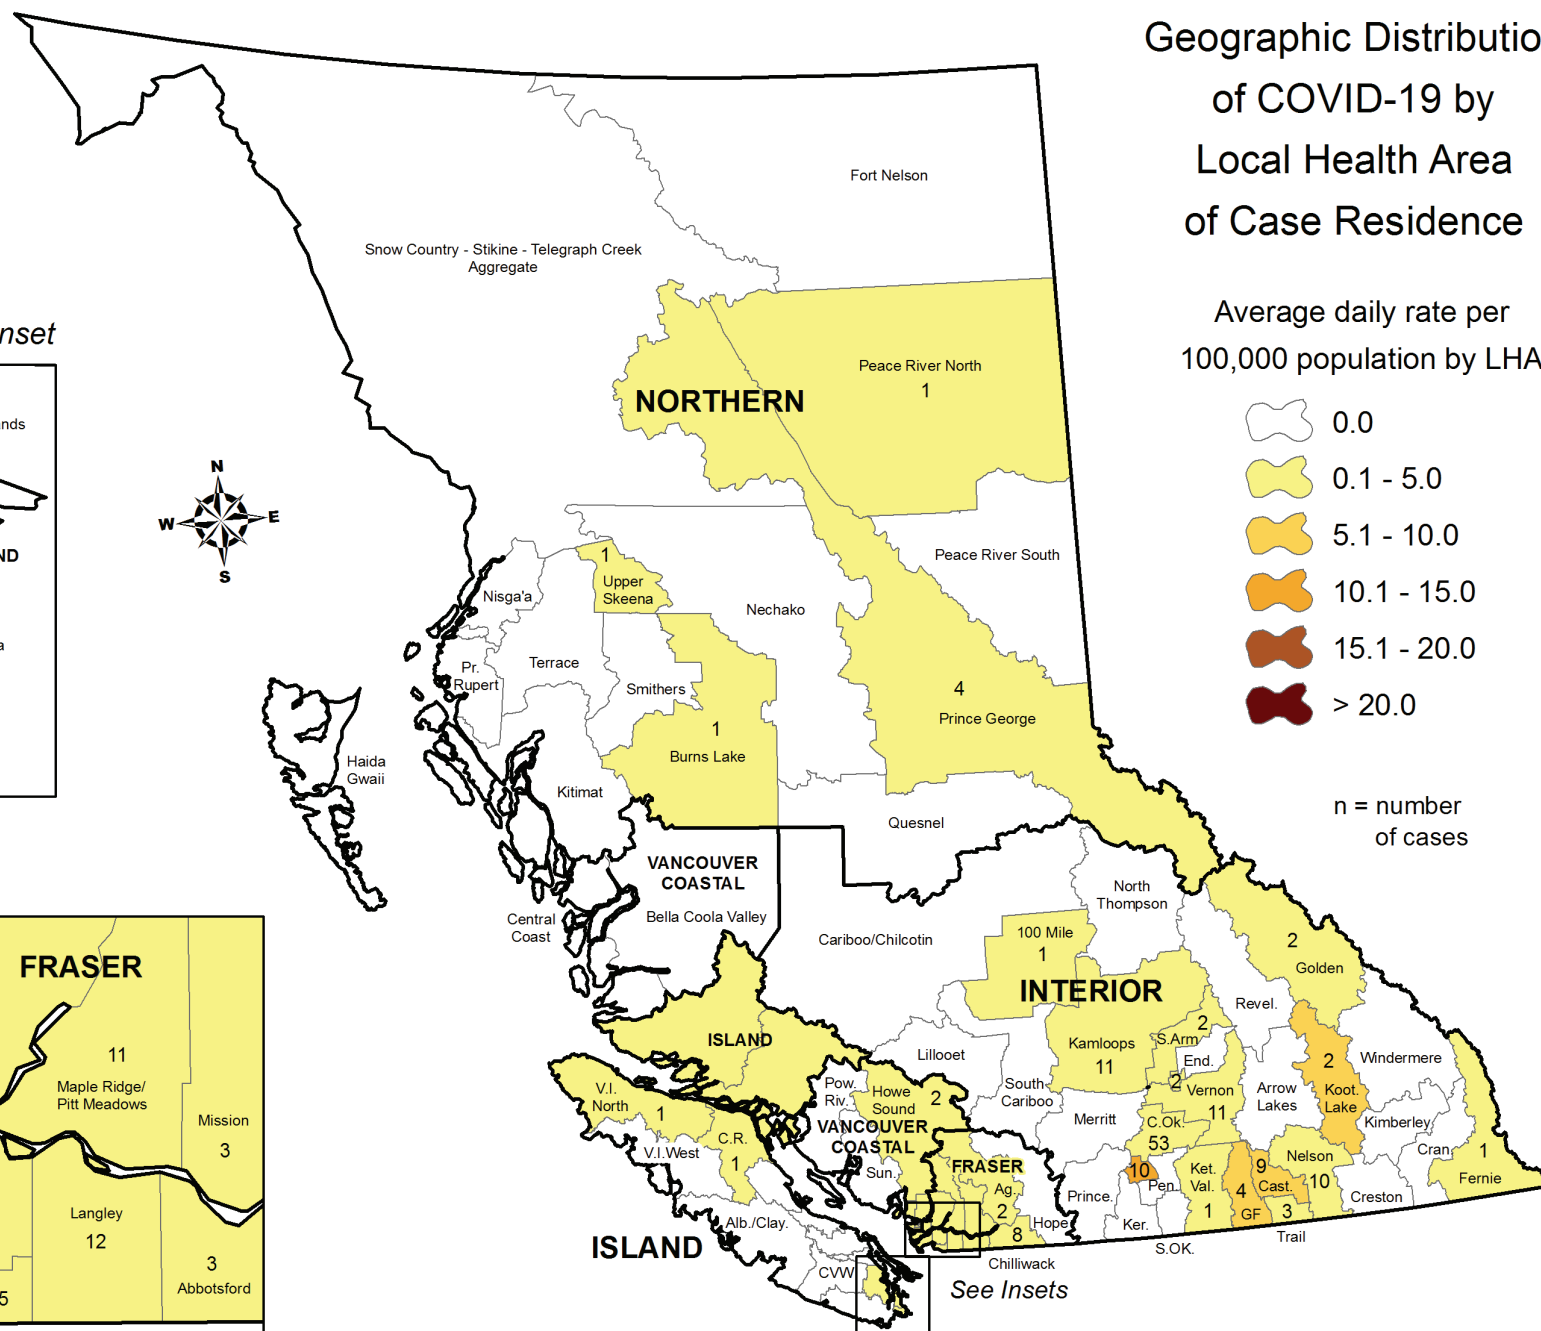 Geographic Distributio
of COVID-19 by
Local Health Area
of Case Residence
Average daily rate per
100,000 population by LHA
0.0
0.1 - 5.0
5.1 - 10.0
10.1 - 15.0
15.1 - 20.0
> 20.0
n = number
of cases
Fort Nelson
Snow Country - Stikine - Telegraph Creek
Aggregate
nset
nds
ND
a
N
W
E
S
NORTHERN
Peace River North
1
Peace River South
1
Upper
Skeena
Nisga'a
Nechako
Terrace
Pr.
Rupert
Smithers
4
Prince George
1
Burns Lake
Haida
Gwaii
Kitimat
Quesnel
VANCOUVER
COASTAL
Bella Coola Valley
Central
Coast
Cariboo/Chilcotin
North
Thompson
100 Mile
1
INTERIOR
2
Golden
Revel.
ISLAND
Lillooet
Kamloops
11
2
S.Arm
End.
2
Vernon
11
South
Cariboo
Merritt
Arrow
Lakes
2
Koot.
Lake
Windermere
Kimberley
Cran.
1
Fernie
V.I.
North
1
V.I.West
C.R.
1
Pow.
Riv.
Howe
Sound
2
VANCOUVER
COASTAL
Sun.
FRASER
Ag.
2
Hope
8
Chilliwack
C.Ok.
53
10
Pen.
Prince.
Ker.
S.OK.
Ket.
Val.
1
4
GF
9
Cast.
3
Trail
Nelson
10
Creston
Alb./Clay.
CVW
ISLAND
See Insets
FRASER
11
Maple Ridge/
Pitt Meadows
Mission
3
Langley
12
3
Abbotsford
5